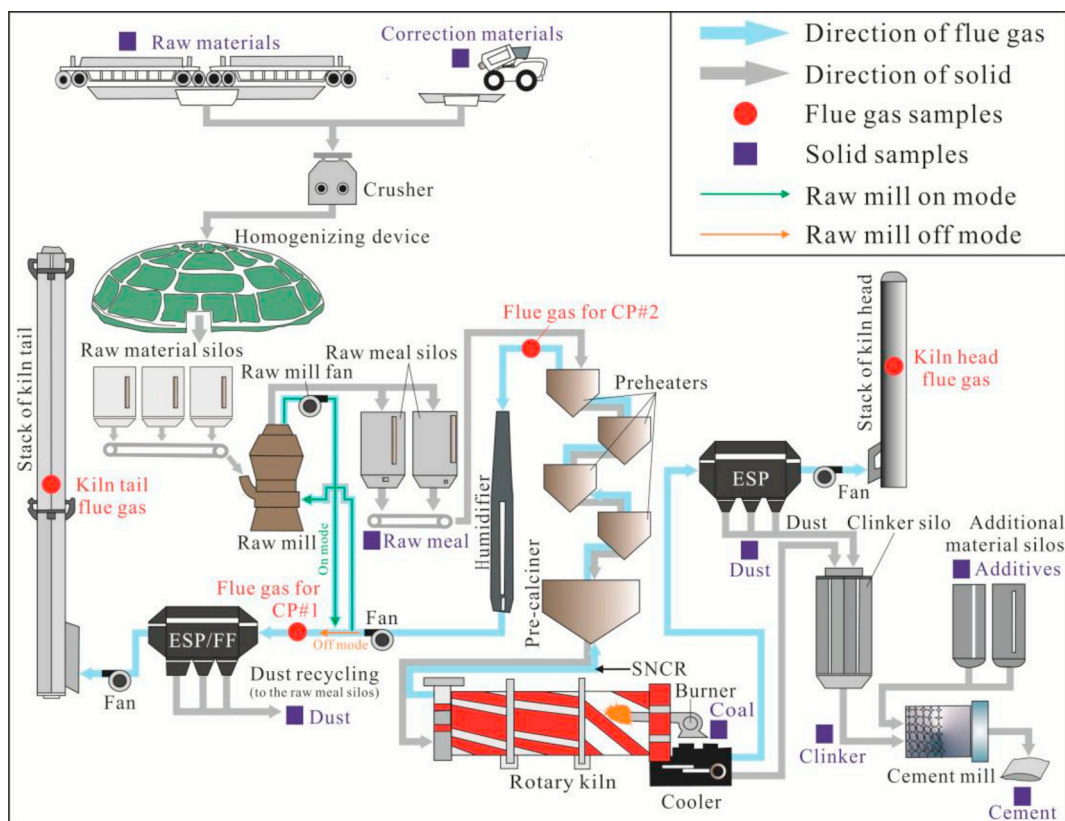 Raw materials
Correction materials
Direction of flue gas
Direction of solid
Flue gas samples
Solid samples
Raw mill on mode
Raw mill off mode
Crusher
Homogenizing device
Stack of kiln tail
Raw material silos
Raw meal silos
Raw mill fan
Flue gas for CP#2
Preheaters
Stack of kiln head
Kiln head
flue gas
Kiln tail
flue gas
Raw mill
On mode
Raw meal
Humidifier
ESP
Fan
Dust
Clinker silo
Additional
material silos
Dust
Additives
Flue gas for
CP#1
Fan
Off mode
Pre-calciner
ESP/FF
Fan
Dust recycling
(to the raw meal silos)
Dust
SNCR
Burner
Coal
Rotary kiln
Cooler
Clinker
Cement mill
Cement